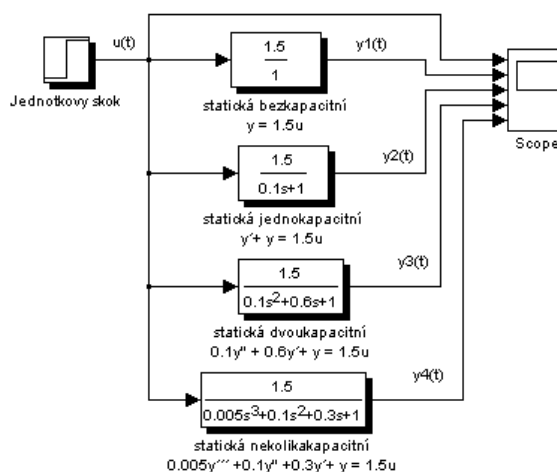 u(t)
Jednotkovy skok
1.5
1
y1(t)
statická bezkapacitní
y = 1.5u
Scope
1.5
0.1s+1
y2(t)
statická jednokapacitní
y´+ y = 1.5u
1.5
0.1s²+0.6s+1
y3(t)
statická dvoukapacitní
0.1y'' + 0.6y´+ y = 1.5u
1.5
0.005s³+0.1s²+0.3s+1
y4(t)
statická nekolikakapacitní
0.005y´´´ +0.1y'' +0.3y´+ y = 1.5u